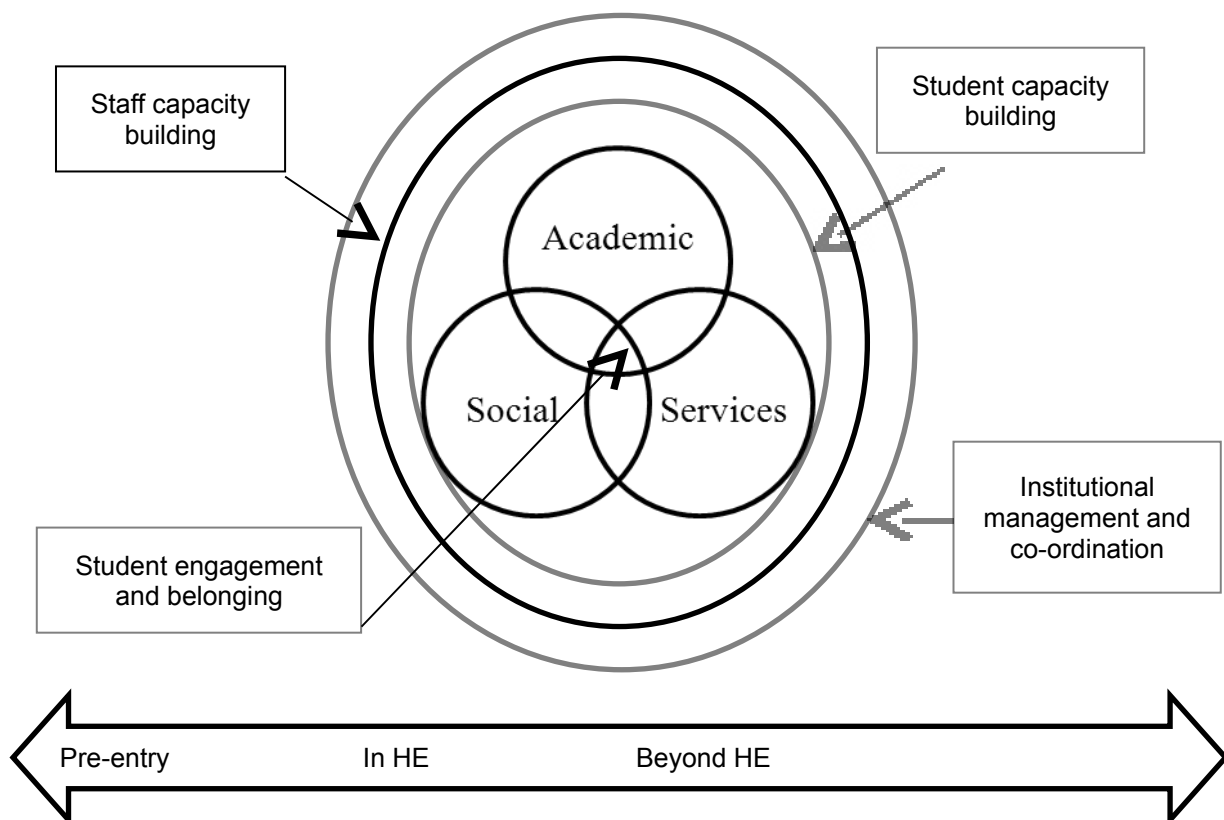 Staff capacity
building
Student capacity
building
Academic
Social
Services
Institutional
management and
co-ordination
Student engagement
and belonging
Pre-entry
In HE
Beyond HE